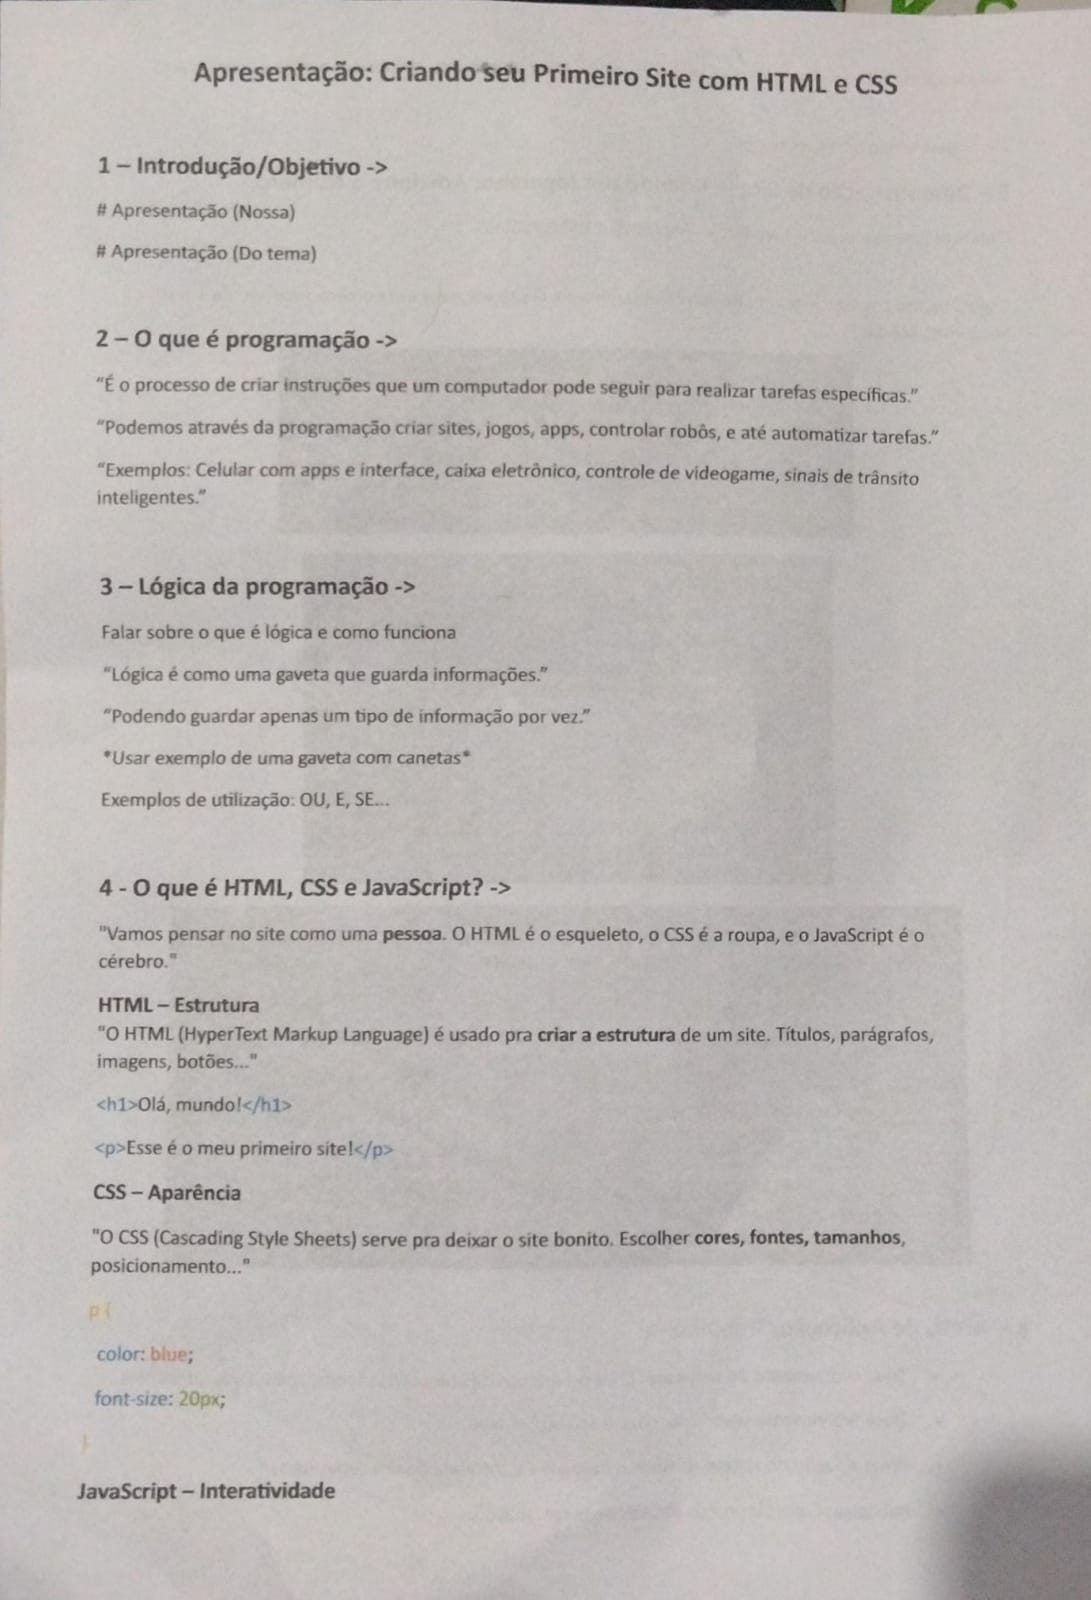 Apresentação: Criando seu Primeiro Site com HTML e CSS
1 – Introdução/Objetivo ->
# Apresentação (Nossa)
# Apresentação (Do tema)
2 – O que é programação ->
“É o processo de criar instruções que um computador pode seguir para realizar tarefas específicas.”
“Podemos através da programação criar sites, jogos, apps, controlar robôs, e até automatizar tarefas.”
“Exemplos: Celular com apps e interface, caixa eletrônico, controle de videogame, sinais de trânsito
inteligentes.”
3 – Lógica da programação ->
Falar sobre o que é lógica e como funciona
“Lógica é como uma gaveta que guarda informações.”
“Podendo guardar apenas um tipo de informação por vez.”
*Usar exemplo de uma gaveta com canetas*
Exemplos de utilização: OU, E, SE...
4 - O que é HTML, CSS e JavaScript? ->
"Vamos pensar no site como uma pessoa. O HTML é o esqueleto, o CSS é a roupa, e o JavaScript é o
cérebro."
HTML – Estrutura
"O HTML (HyperText Markup Language) é usado pra criar a estrutura de um site. Títulos, parágrafos,
imagens, botões..."
<h1>Olá, mundo!</h1>
<p>Esse é o meu primeiro site!</p>
CSS – Aparência
"O CSS (Cascading Style Sheets) serve pra deixar o site bonito. Escolher cores, fontes, tamanhos,
posicionamento..."
p {
color: blue;
font-size: 20px;
}
JavaScript – Interatividade